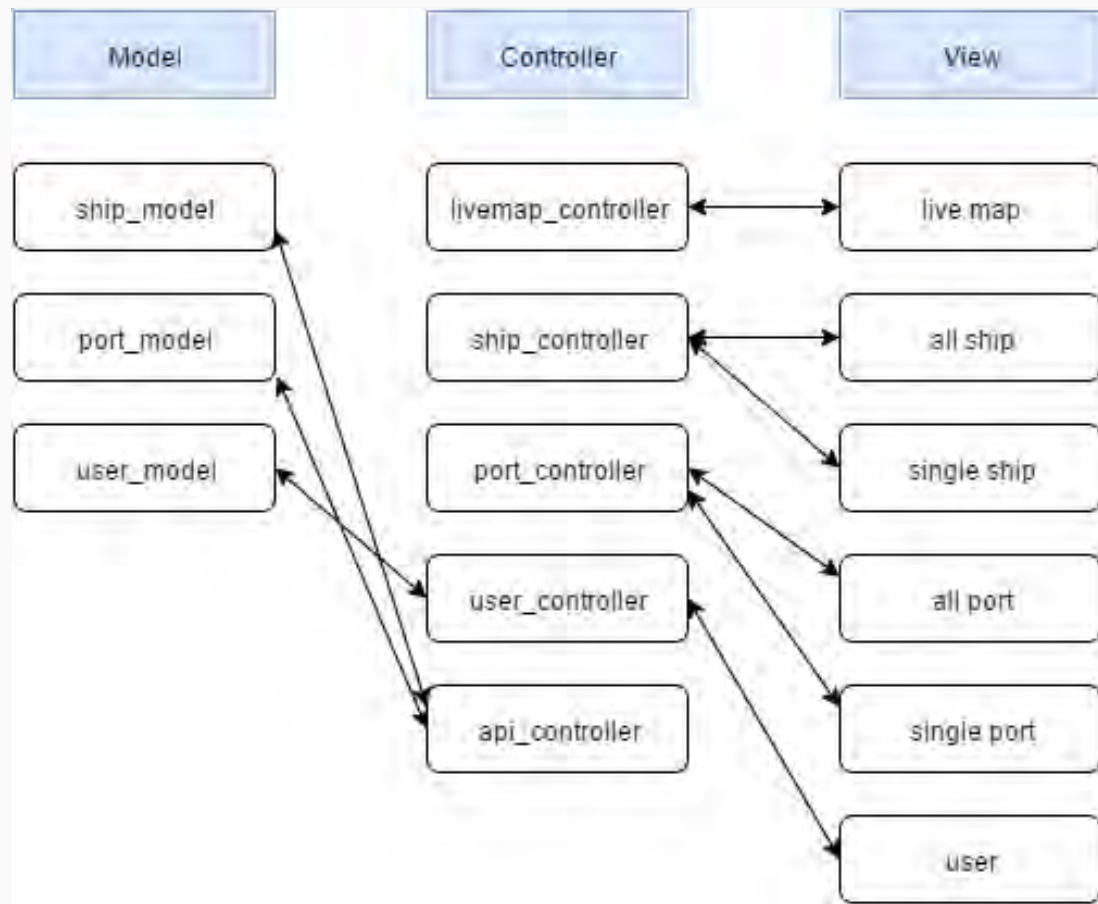 Model
Controller
View
ship_model
livemap_controller
live map
port_model
ship_controller
all ship
user_model
port_controller
single ship
user_controller
all port
api_controller
single port
user